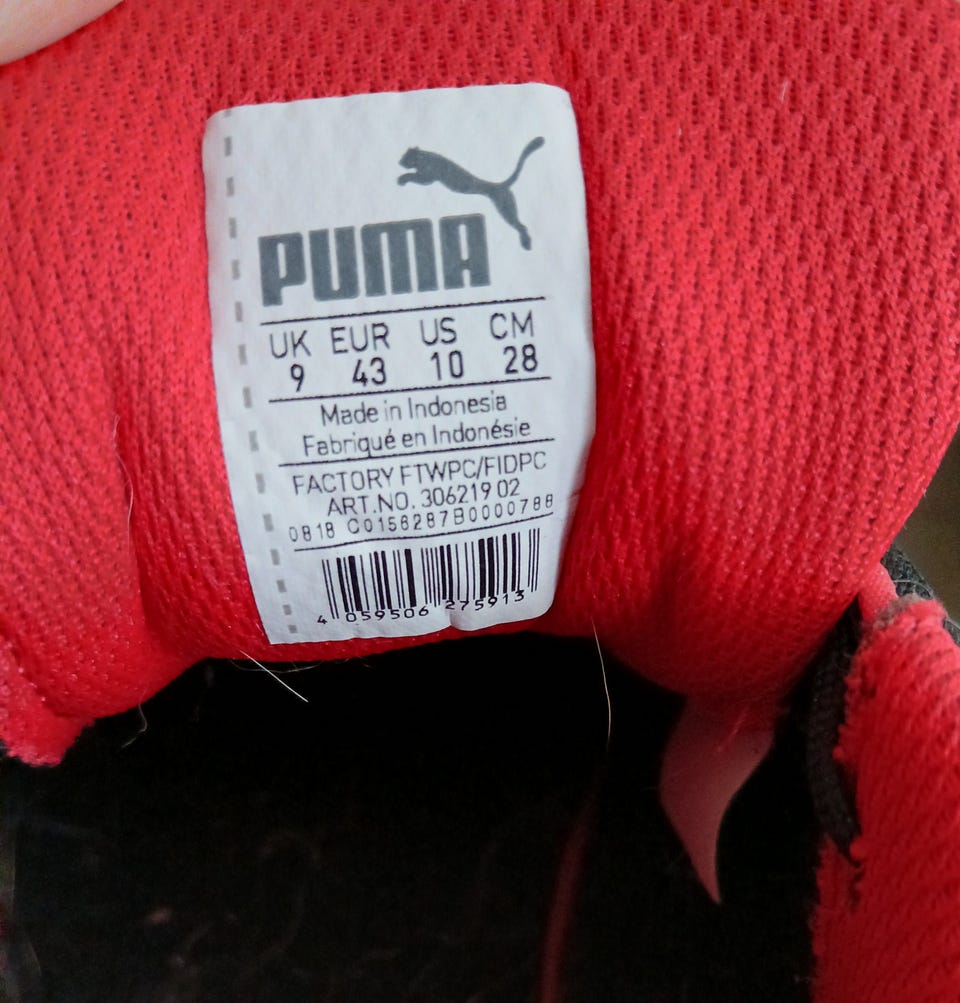 PUMA
UK EUR US CM
9 43 10 28
Made in Indonesia
Fabriqué en Indonésie
FACTORY FTWPC/FIDPC
ART.NO. 306219 02
0818 C0156287B0000788
4 059506 275913